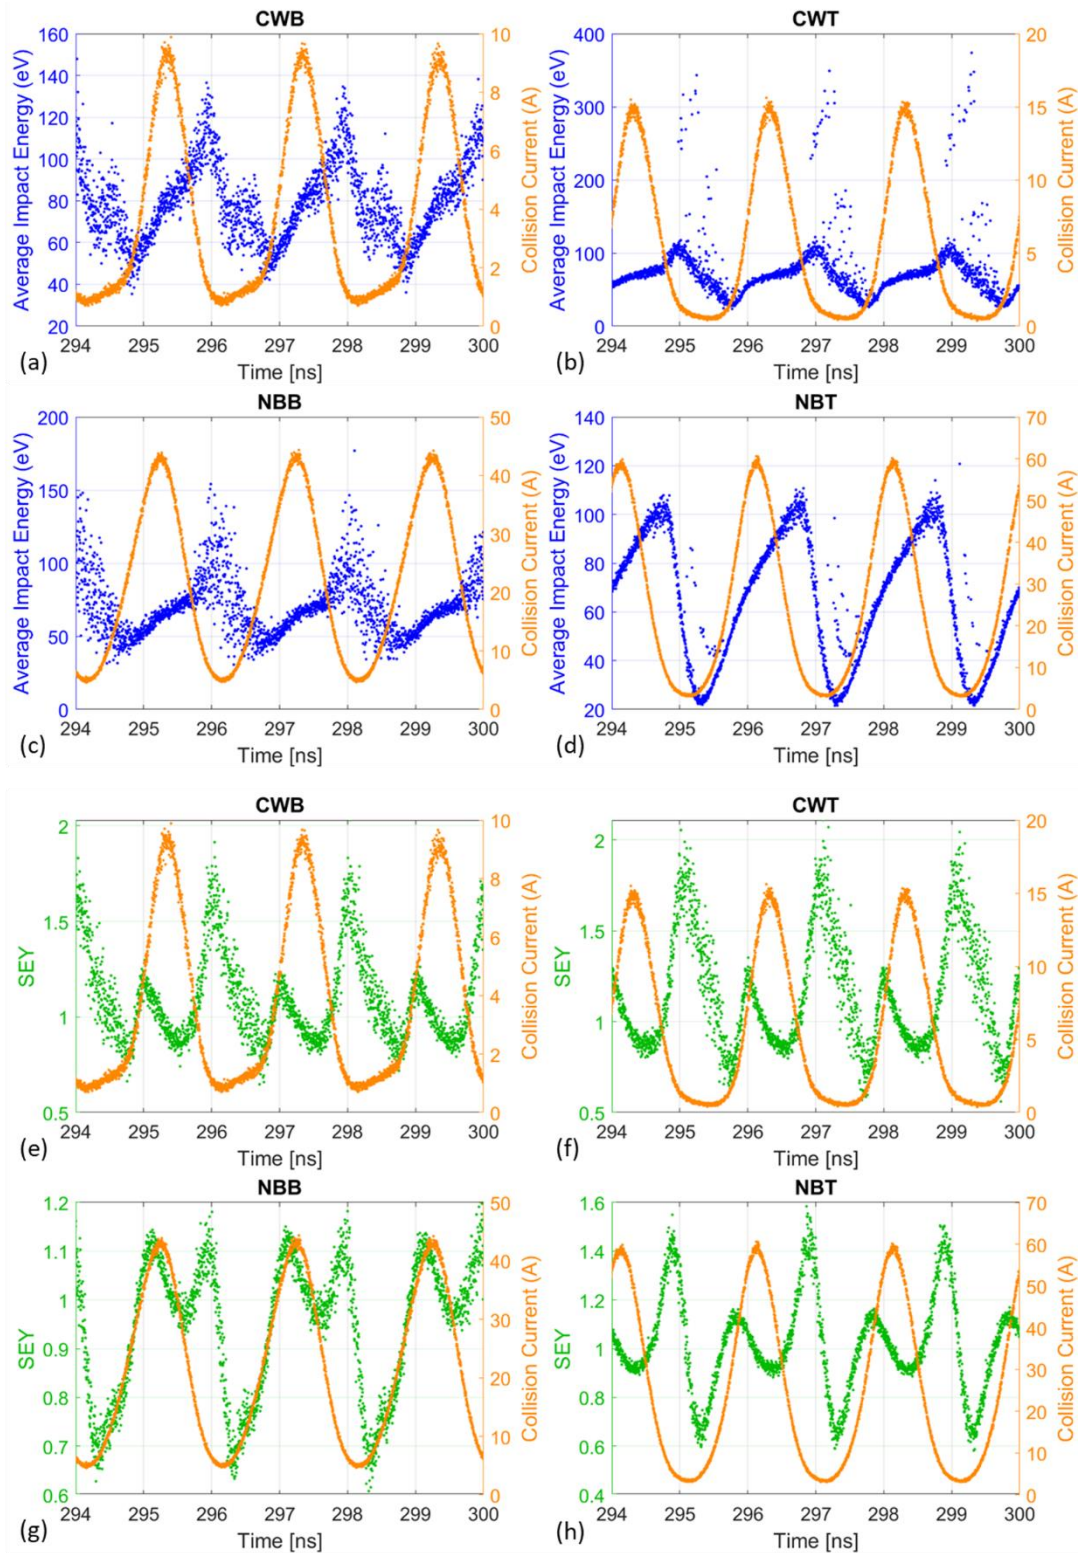 CWB
Average Impact Energy (eV)
160
140
120
100
80
60
40
20
Collision Current (A)
10
8
6
4
2
0
294 295 296 297 298 299 300
Time [ns]
(a)
CWT
Average Impact Energy (eV)
400
300
200
100
0
Collision Current (A)
20
15
10
5
0
294 295 296 297 298 299 300
Time [ns]
(b)
NBB
Average Impact Energy (eV)
200
150
100
50
0
Collision Current (A)
50
40
30
20
10
0
294 295 296 297 298 299 300
Time [ns]
(c)
NBT
Average Impact Energy (eV)
140
120
100
80
60
40
20
Collision Current (A)
70
60
50
40
30
20
10
0
294 295 296 297 298 299 300
Time [ns]
(d)
CWB
SEY
2
1.5
1
0.5
Collision Current (A)
10
8
6
4
2
0
294 295 296 297 298 299 300
Time [ns]
(e)
CWT
SEY
2
1.5
1
0.5
Collision Current (A)
20
15
10
5
0
294 295 296 297 298 299 300
Time [ns]
(f)
NBB
SEY
1.2
1.1
1
0.9
0.8
0.7
0.6
Collision Current (A)
50
40
30
20
10
0
294 295 296 297 298 299 300
Time [ns]
(g)
NBT
SEY
1.6
1.4
1.2
1
0.8
0.6
0.4
Collision Current (A)
70
60
50
40
30
20
10
0
294 295 296 297 298 299 300
Time [ns]
(h)